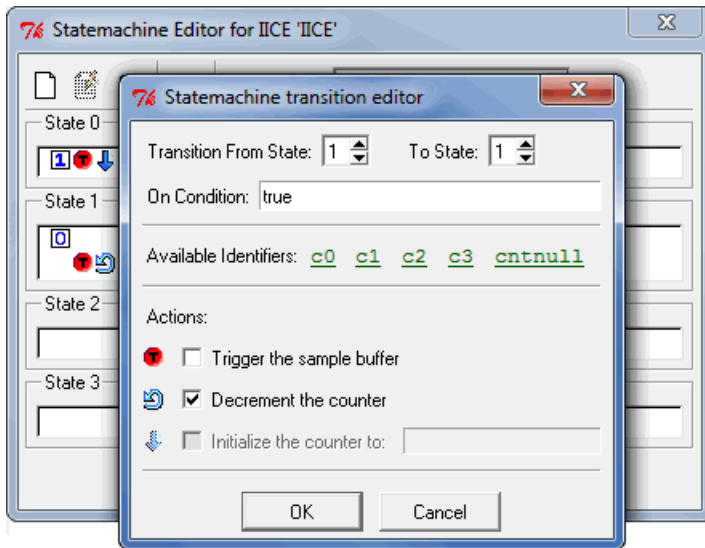 Statemachine Editor for IICE 'IICE'
Statemachine transition editor
State 0
1 T
State 1
0
T
State 2
State 3
Transition From State: 1 To State: 1
On Condition: true
Available Identifiers: c0 c1 c2 c3 cntnull
Actions:
T Trigger the sample buffer
Decrement the counter
Initialize the counter to:
OK Cancel